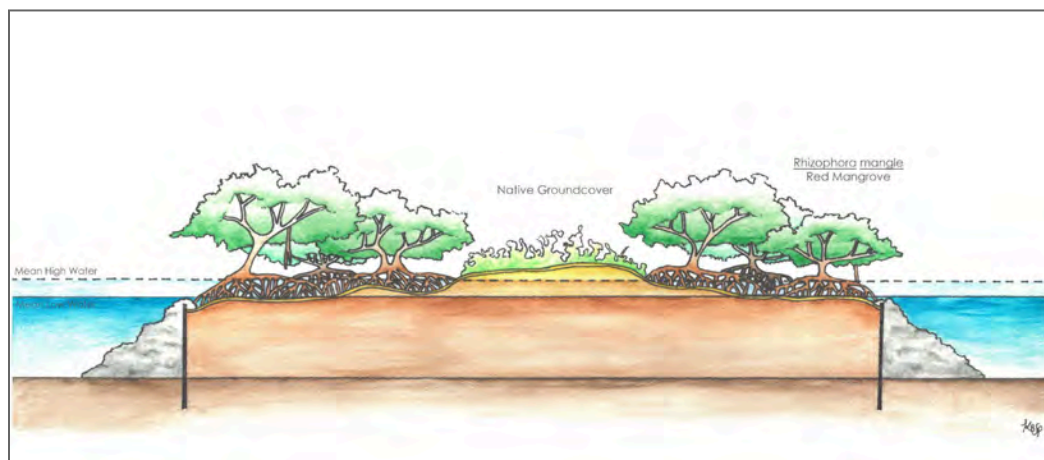 Rhizophora mangle
Red Mangrove
Native Groundcover
Mean High Water